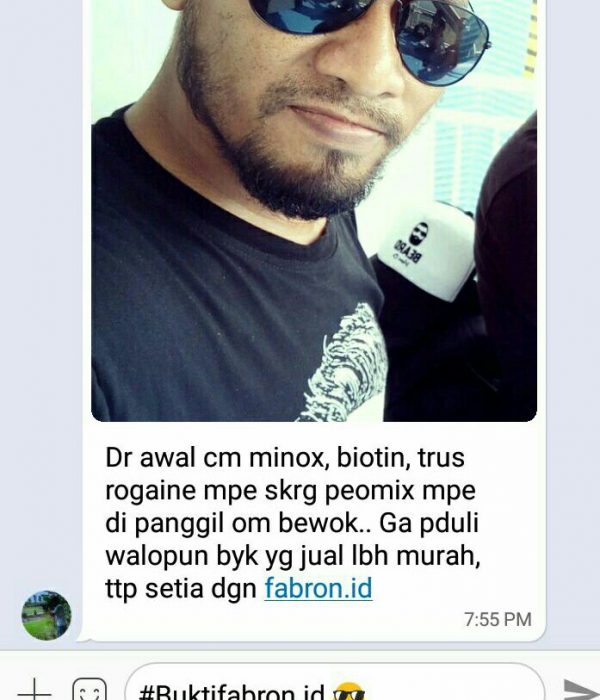 BEARD
Dr awal cm minox, biotin, trus
rogaine mpe skrg peomix mpe
di panggil om bewok.. Ga pduli
walopun byk yg jual lbh murah,
ttp setia dgn fabron.id
7:55 PM
#Buktifabron.id 😎